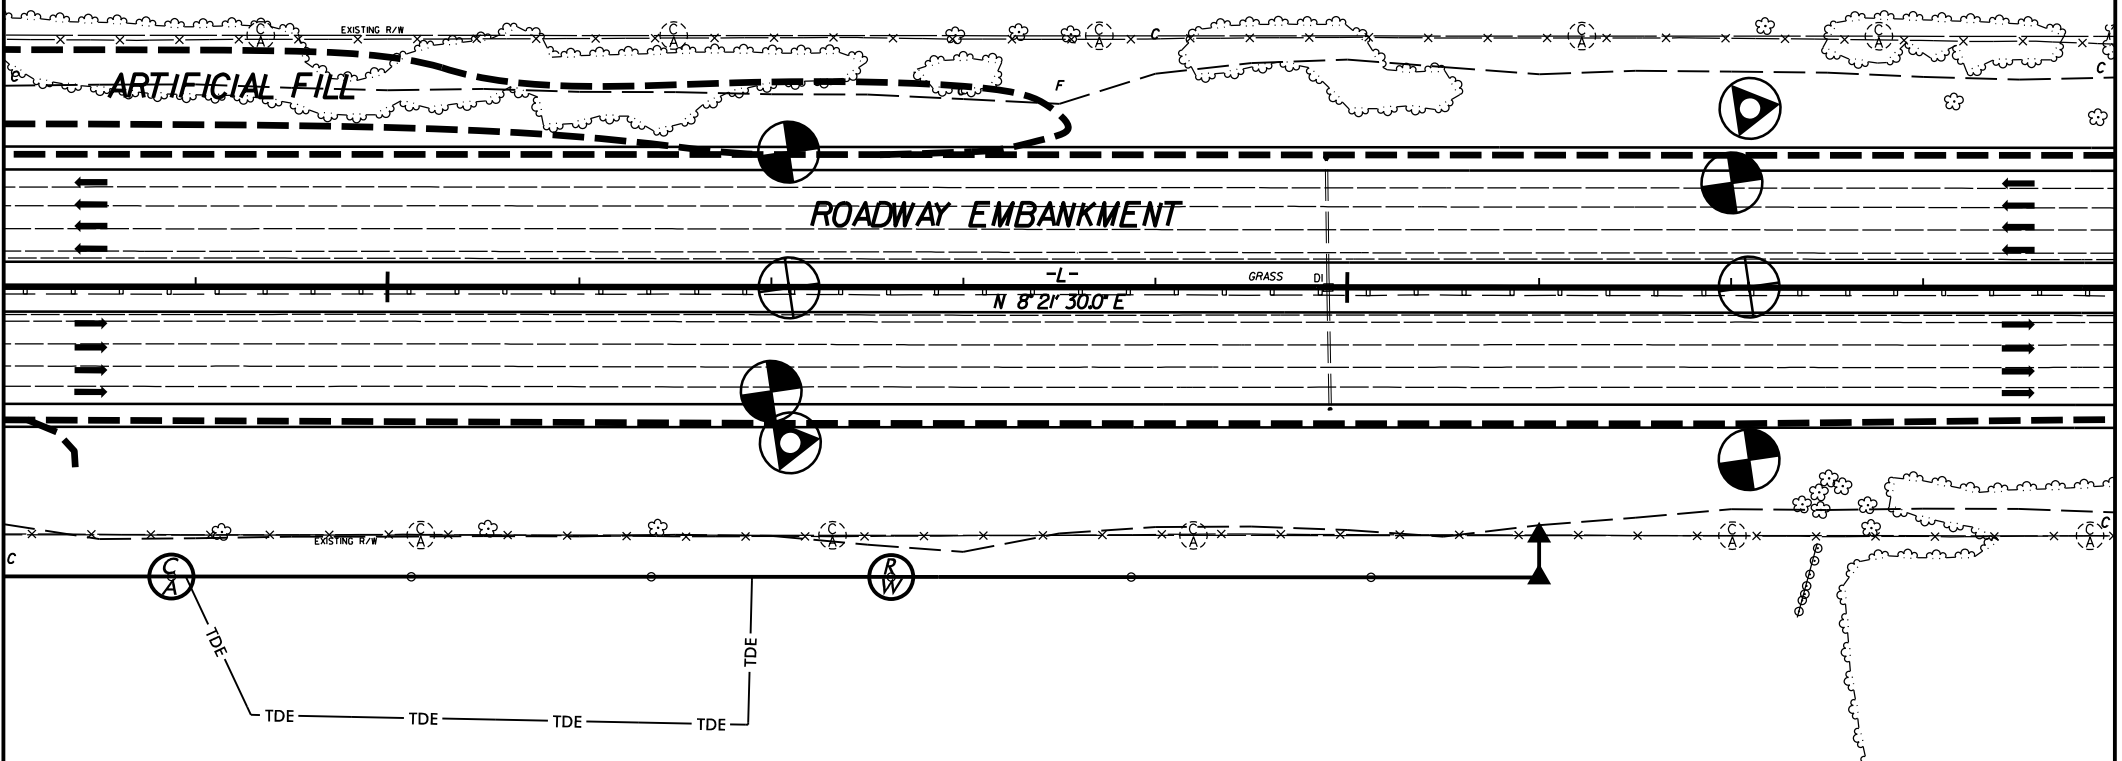 C
A
EXISTING R/W
C
A
C
A
C
C
A
C
A
C
ARTIFICIAL FILL
C
F
ROADWAY EMBANKMENT
-L-
GRASS
DI
N 8° 21' 30.0" E
C
A
EXISTING R/W
C
A
C
A
C
A
C
A
C
C
C
A
R
W
TDE
TDE
TDE
TDE
TDE
TDE